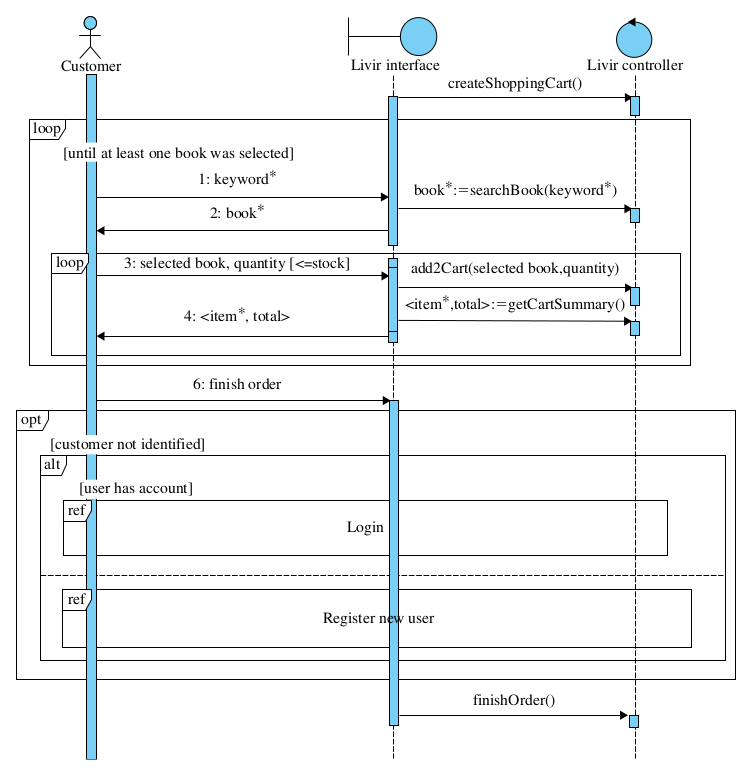 Customer
Livir interface
Livir controller
createShoppingCart()
loop
[until at least one book was selected]
1: keyword*
book*:=searchBook(keyword*)
2: book*
loop
3: selected book, quantity [<=stock]
add2Cart(selected book,quantity)
<item*,total>:=getCartSummary()
4: <item*, total>
6: finish order
opt
[customer not identified]
alt
[user has account]
ref
Login
ref
Register new user
finishOrder()